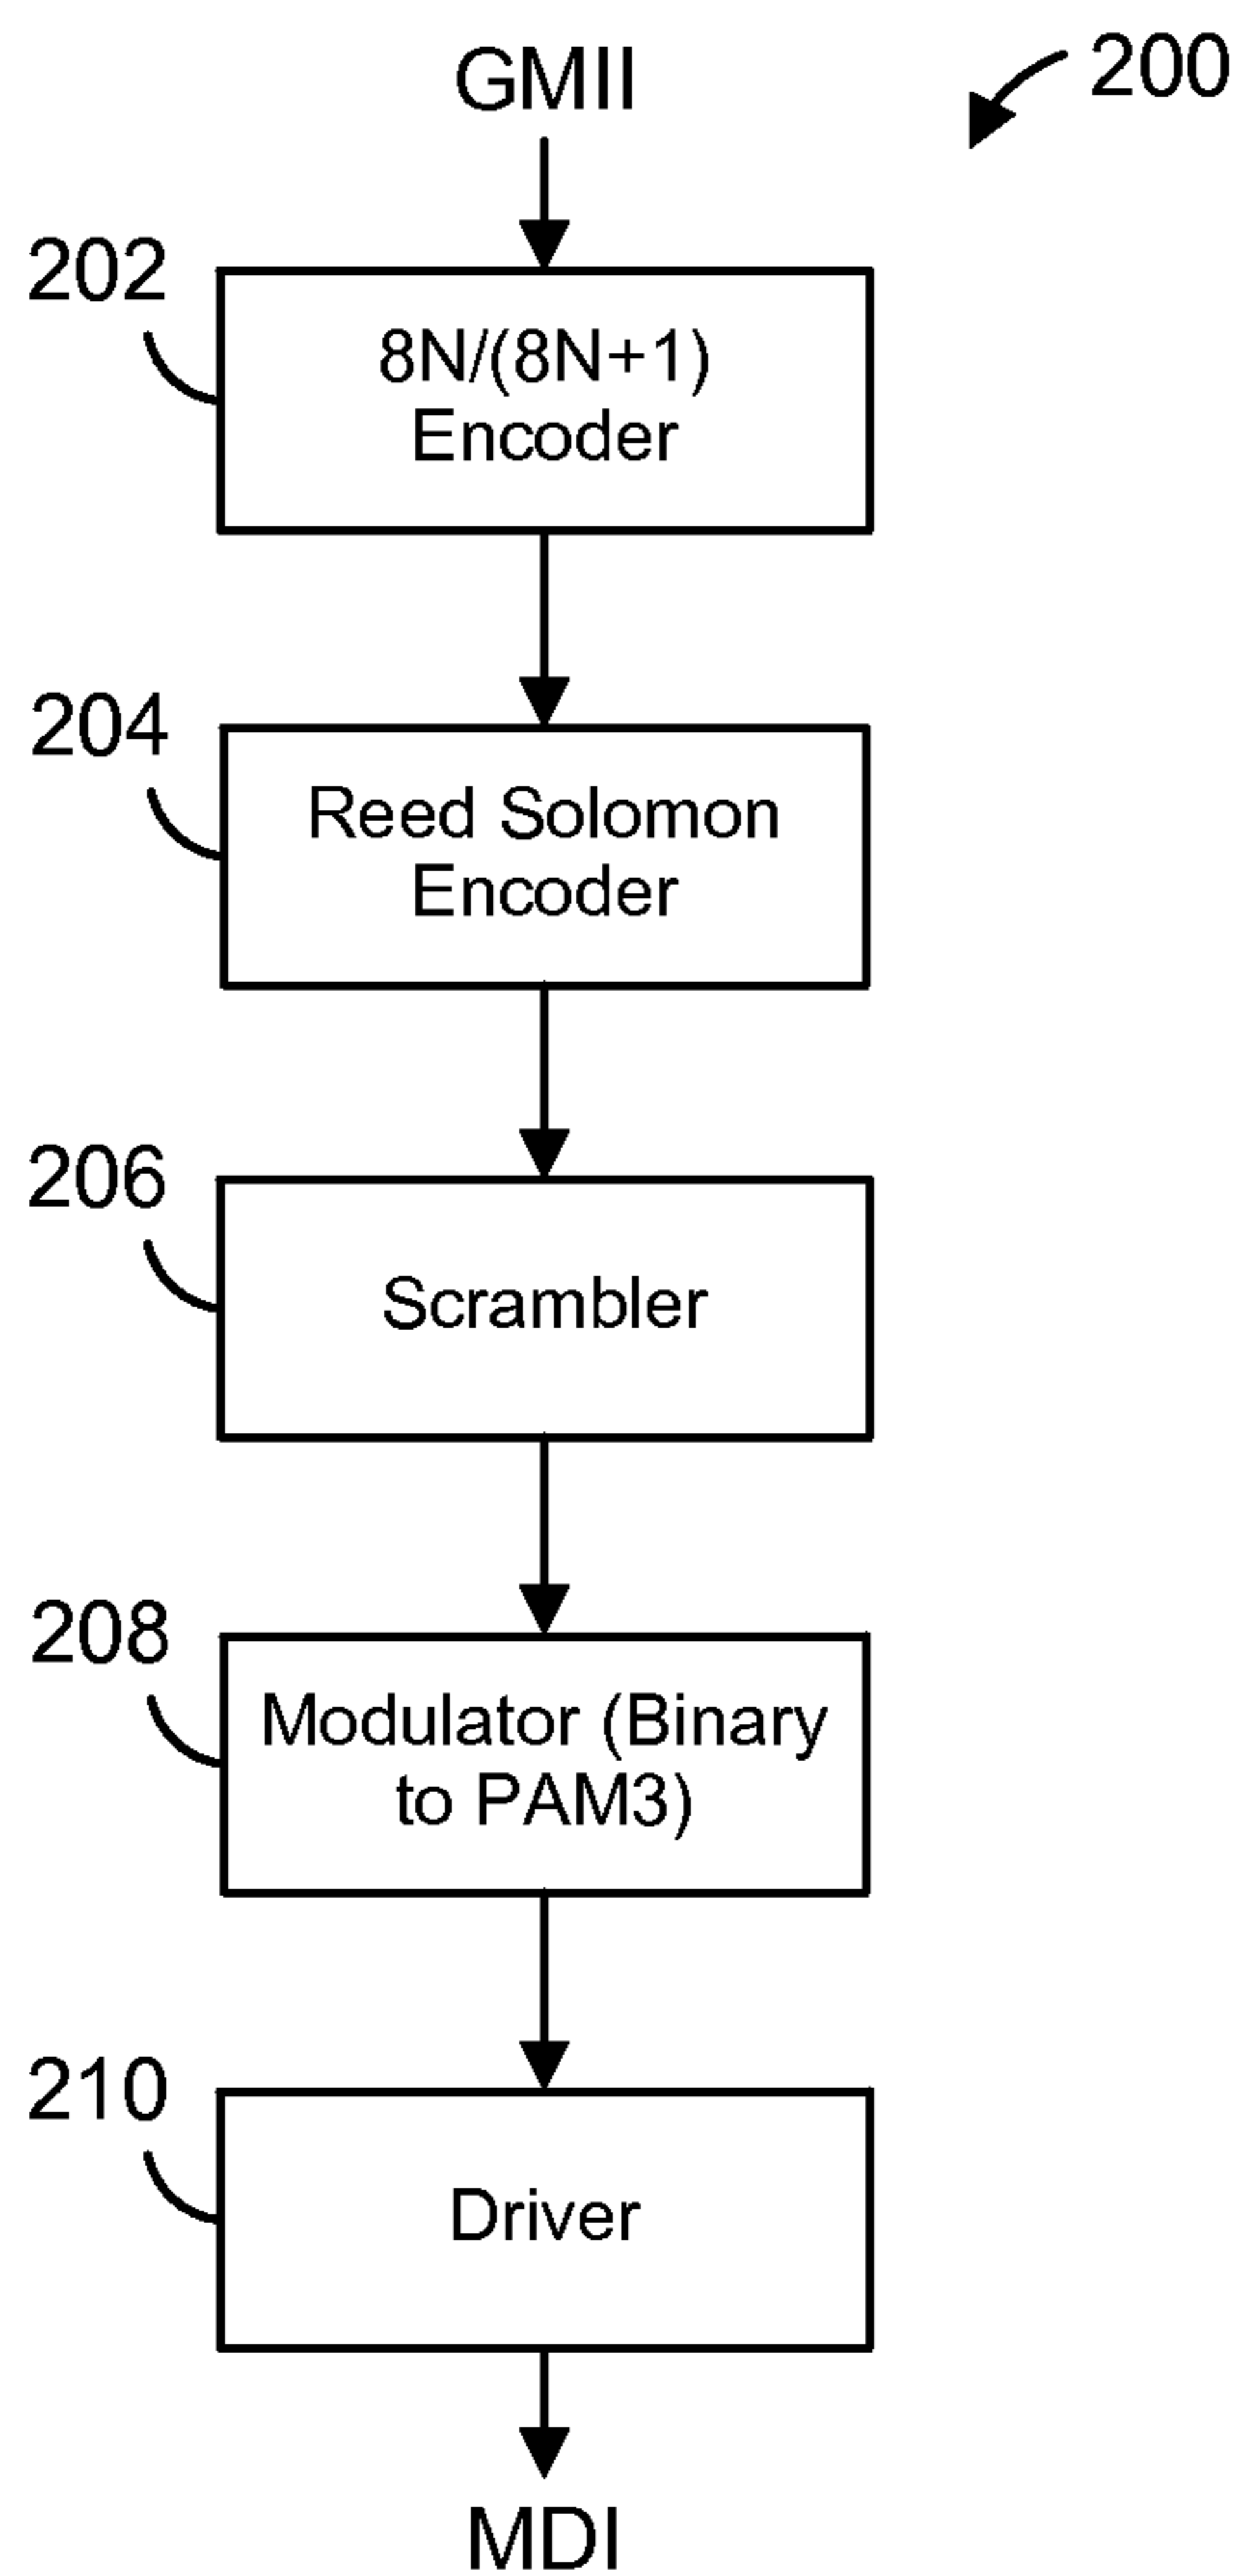 GMII
200
202
8N/(8N+1)
Encoder
204
Reed Solomon
Encoder
206
Scrambler
208
Modulator (Binary
to PAM3)
210
Driver
MDI